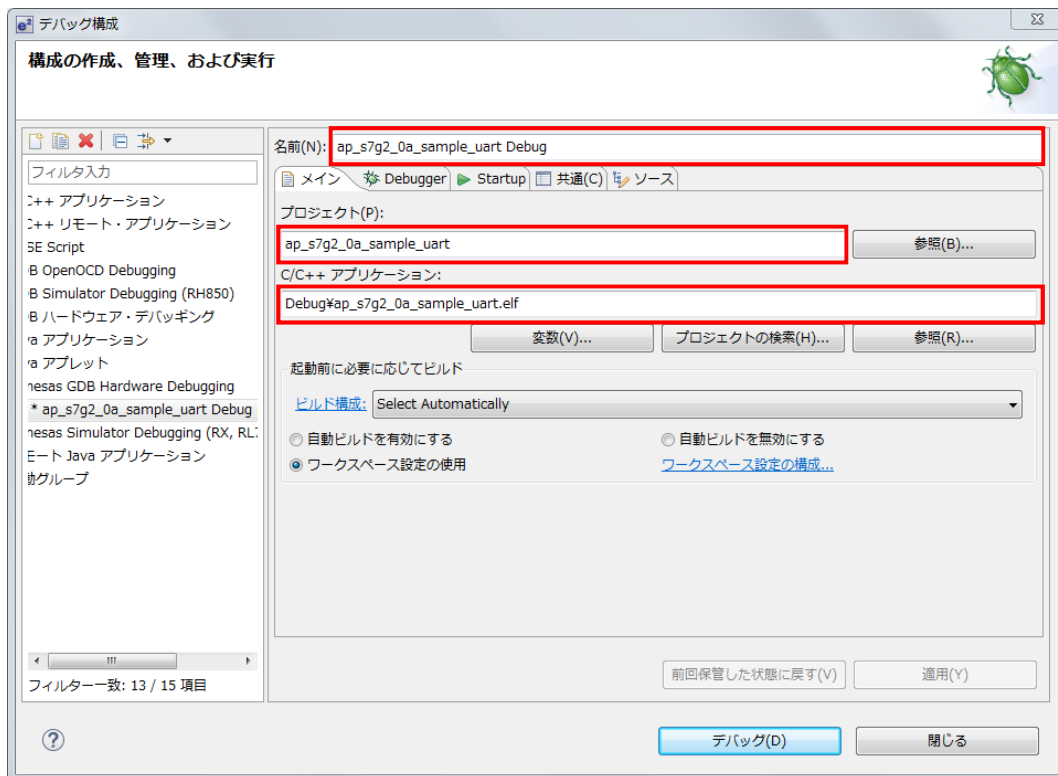 e² デバッグ構成
構成の作成、管理、および実行
フィルタ入力
C++ アプリケーション
C++ リモート・アプリケーション
SE Script
B OpenOCD Debugging
B Simulator Debugging (RH850)
B ハードウェア・デバッギング
va アプリケーション
va アプレット
nesas GDB Hardware Debugging
* ap_s7g2_0a_sample_uart Debug
nesas Simulator Debugging (RX, RL7
モート Java アプリケーション
動グループ
フィルター一致: 13 / 15 項目
名前(N): ap_s7g2_0a_sample_uart Debug
メイン Debugger Startup 共通(C) ソース
プロジェクト(P):
ap_s7g2_0a_sample_uart 参照(B)...
C/C++ アプリケーション:
Debug¥ap_s7g2_0a_sample_uart.elf
変数(V)... プロジェクトの検索(H)... 参照(R)...
起動前に必要に応じてビルド
ビルド構成: Select Automatically
自動ビルドを有効にする 自動ビルドを無効にする
ワークスペース設定の使用 ワークスペース設定の構成...
前回保管した状態に戻す(V) 適用(Y)
? デバッグ(D) 閉じる